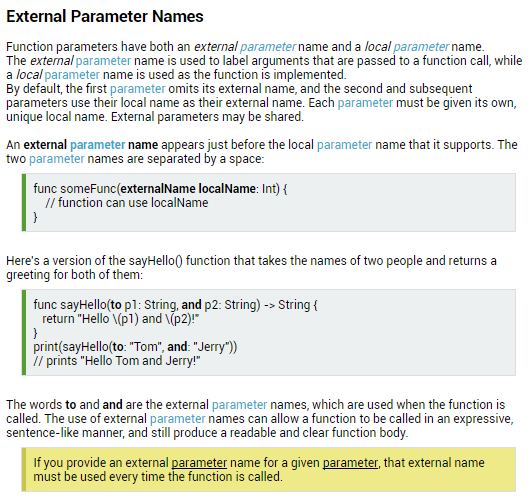 External Parameter Names
Function parameters have both an external parameter name and a local parameter name.
The external parameter name is used to label arguments that are passed to a function call, while
a local parameter name is used as the function is implemented.
By default, the first parameter omits its external name, and the second and subsequent
parameters use their local name as their external name. Each parameter must be given its own,
unique local name. External parameters may be shared.
An external parameter name appears just before the local parameter name that it supports. The
two parameter names are separated by a space:
func someFunc(externalName localName: Int) {
// function can use localName
}
Here's a version of the sayHello() function that takes the names of two people and returns a
greeting for both of them:
func sayHello(to p1: String, and p2: String) -> String {
return "Hello \(p1) and \(p2)!"
}
print(sayHello(to: "Tom", and: "Jerry"))
// prints "Hello Tom and Jerry!"
The words to and and are the external parameter names, which are used when the function is
called. The use of external parameter names can allow a function to be called in an expressive,
sentence-like manner, and still produce a readable and clear function body.
If you provide an external parameter name for a given parameter, that external name
must be used every time the function is called.